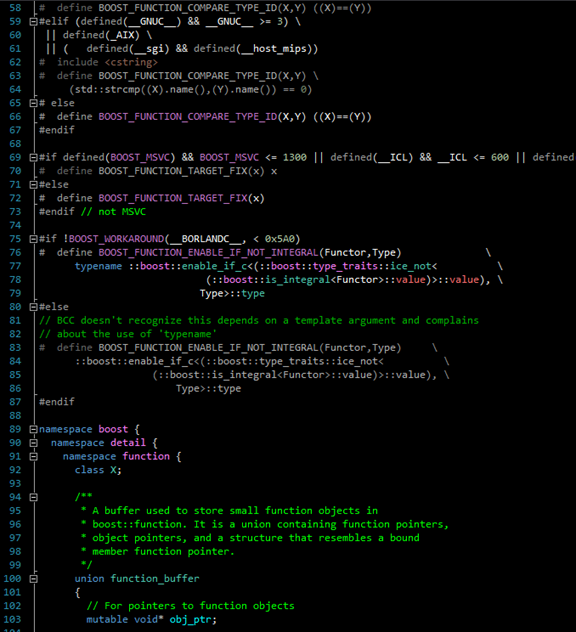 58 #  define BOOST_FUNCTION_COMPARE_TYPE_ID(X,Y) ((X)==(Y))
59 #elif (defined(__GNUC__) && __GNUC__ >= 3) \
60  || defined(_AIX) \
61  || (   defined(__sgi) && defined(__host_mips))
62 #  include <cstring>
63 #  define BOOST_FUNCTION_COMPARE_TYPE_ID(X,Y) \
64      (std::strcmp((X).name(),(Y).name()) == 0)
65 # else
66 #  define BOOST_FUNCTION_COMPARE_TYPE_ID(X,Y) ((X)==(Y))
67 #endif
68
69 #if defined(BOOST_MSVC) && BOOST_MSVC <= 1300 || defined(__ICL) && __ICL <= 600 || defined
70 #  define BOOST_FUNCTION_TARGET_FIX(x) x
71 #else
72 #  define BOOST_FUNCTION_TARGET_FIX(x)
73 #endif // not MSVC
74
75 #if !BOOST_WORKAROUND(__BORLANDC__, < 0x5A0)
76 #  define BOOST_FUNCTION_ENABLE_IF_NOT_INTEGRAL(Functor,Type)              \
77       typename ::boost::enable_if_c<(::boost::type_traits::ice_not<          \
78                             (::boost::is_integral<Functor>::value)>::value), \
79                            Type>::type
80 #else
81 // BCC doesn't recognize this depends on a template argument and complains
82 // about the use of 'typename'
83 #  define BOOST_FUNCTION_ENABLE_IF_NOT_INTEGRAL(Functor,Type)     \
84       ::boost::enable_if_c<(::boost::type_traits::ice_not<          \
85                    (::boost::is_integral<Functor>::value)>::value), \
86                        Type>::type
87 #endif
88
89 namespace boost {
90   namespace detail {
91     namespace function {
92       class X;
93
94       /**
95        * A buffer used to store small function objects in
96        * boost::function. It is a union containing function pointers,
97        * object pointers, and a structure that resembles a bound
98        * member function pointer.
99        */
100       union function_buffer
101       {
102         // For pointers to function objects
103         mutable void* obj_ptr;